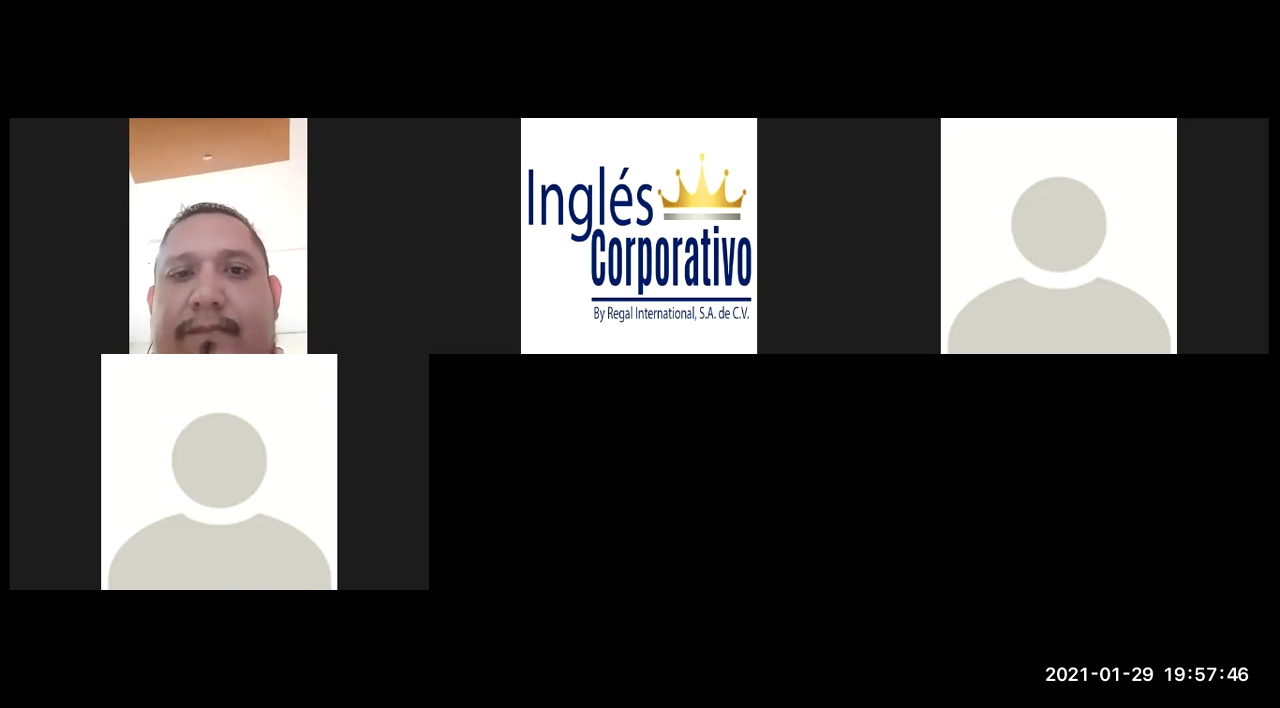 Inglés
Corporativo
By Regal International, S.A. de C.V.
2021-01-29 19:57:46